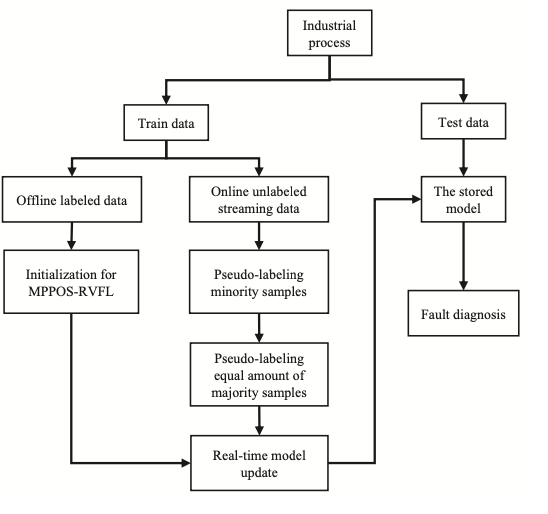 Industrial
process
Train data
Test data
Offline labeled data
Online unlabeled
streaming data
The stored
model
Initialization for
MPPOS-RVFL
Pseudo-labeling
minority samples
Fault diagnosis
Pseudo-labeling
equal amount of
majority samples
Real-time model
update